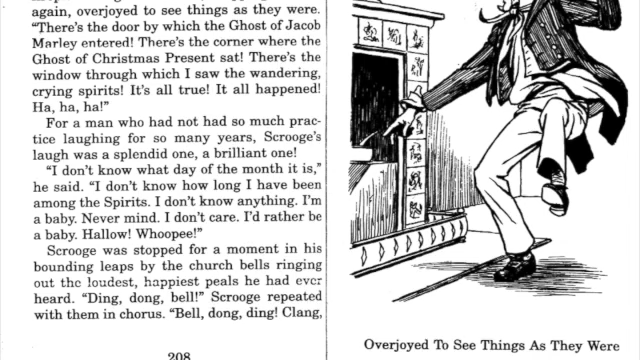 again, overjoyed to see things as they were.
"There's the door by which the Ghost of Jacob
Marley entered! There's the corner where the
Ghost of Christmas Present sat! There's the
window through which I saw the wandering,
crying spirits! It's all true! It all happened!
Ha, ha, ha!"
For a man who had not had so much prac-
tice laughing for so many years, Scrooge's
laugh was a splendid one, a brilliant one!
"I don't know what day of the month it is,"
he said. "I don't know how long I have been
among the Spirits. I don't know anything. I'm
a baby. Never mind. I don't care. I'd rather be
a baby. Hallow! Whoopee!"
Scrooge was stopped for a moment in his
bounding leaps by the church bells ringing
out the loudest, happiest peals he had ever
heard. "Ding, dong, bell!" Scrooge repeated
with them in chorus. "Bell, dong, ding! Clang,
208
Overjoyed To See Things As They Were